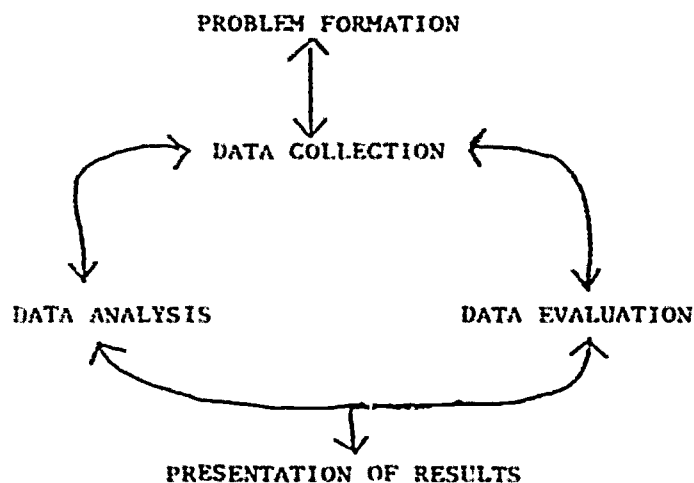 PROBLEM FORMATION
DATA COLLECTION
DATA ANALYSIS
DATA EVALUATION
PRESENTATION OF RESULTS